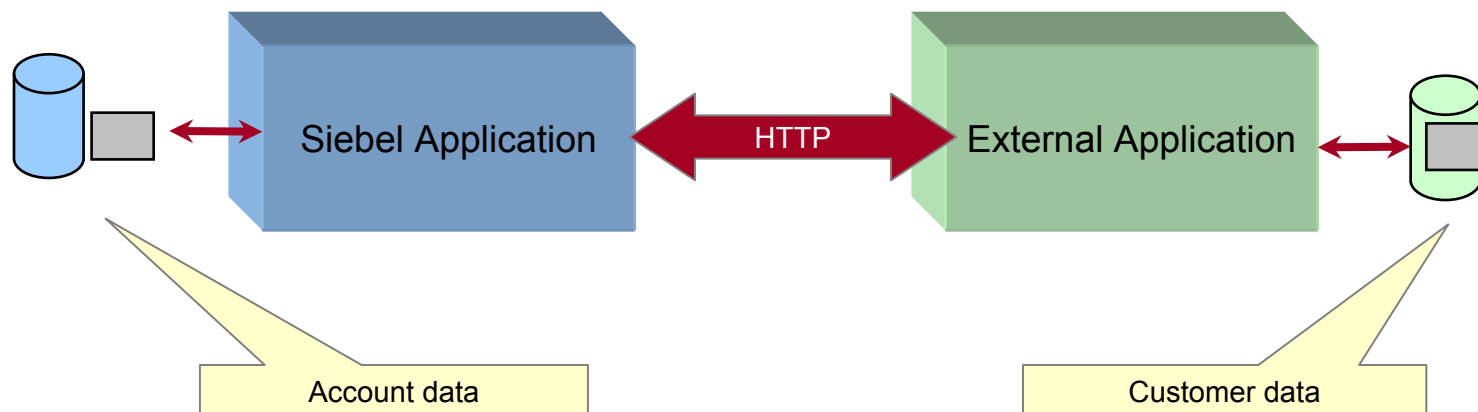 Siebel Application
HTTP
External Application
Account data
Customer data